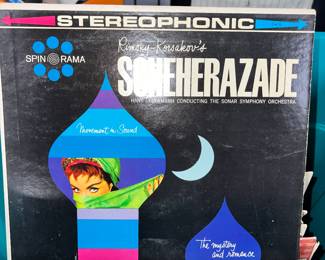 STEREOPHONIC
SPIN O RAMA
Rimsky-Korsakov's
SCHEHERAZADE
CONDUCTING THE SONAR SYMPHONY ORCHESTRA
Movement in Sound
The mystery
and romance